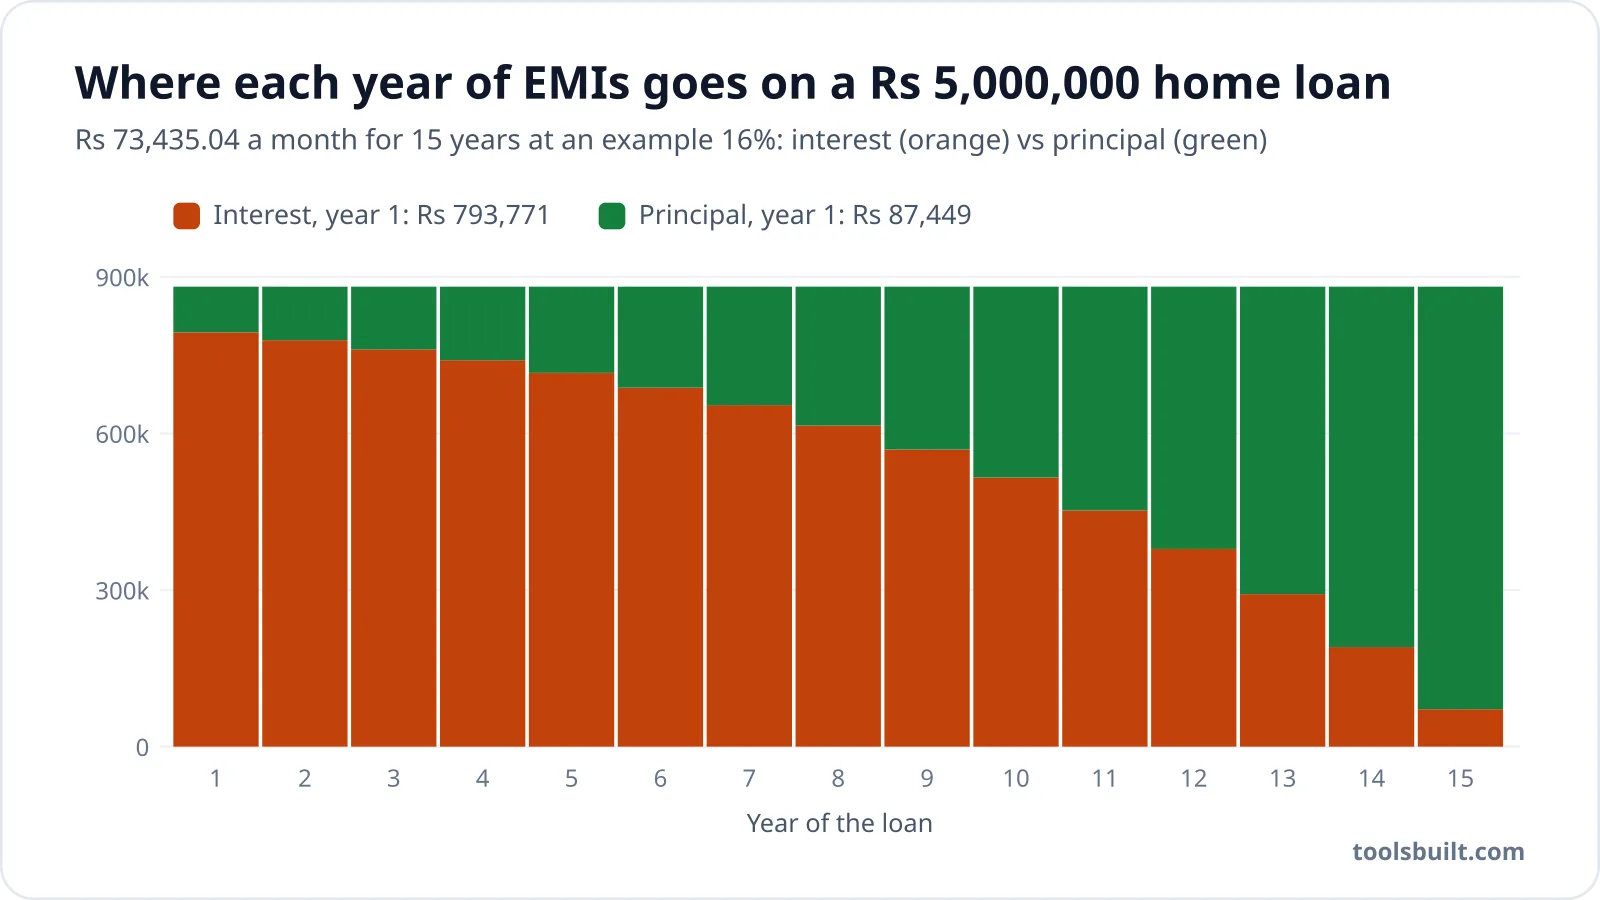 Where each year of EMIs goes on a Rs 5,000,000 home loan
Rs 73,435.04 a month for 15 years at an example 16%: interest (orange) vs principal (green)
Interest, year 1: Rs 793,771 Principal, year 1: Rs 87,449
900k
600k
300k
0
1 2 3 4 5 6 7 8 9 10 11 12 13 14 15
Year of the loan
toolsbuilt.com